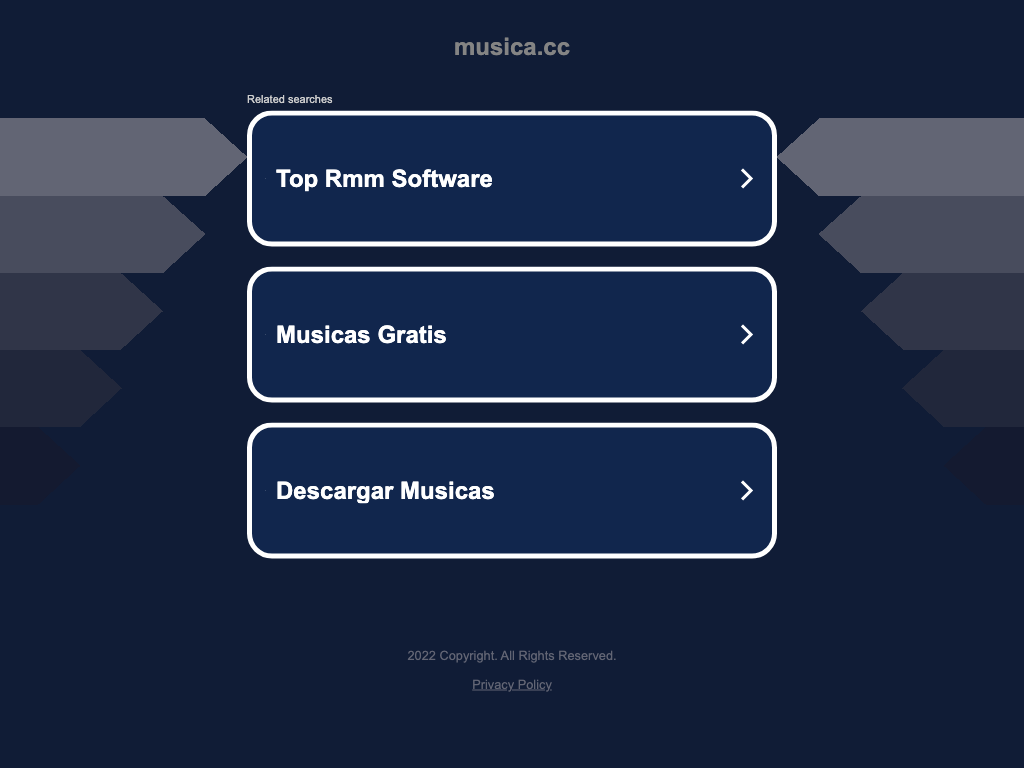 musica.cc
Related searches
Top Rmm Software
Musicas Gratis
Descargar Musicas
2022 Copyright. All Rights Reserved.
Privacy Policy